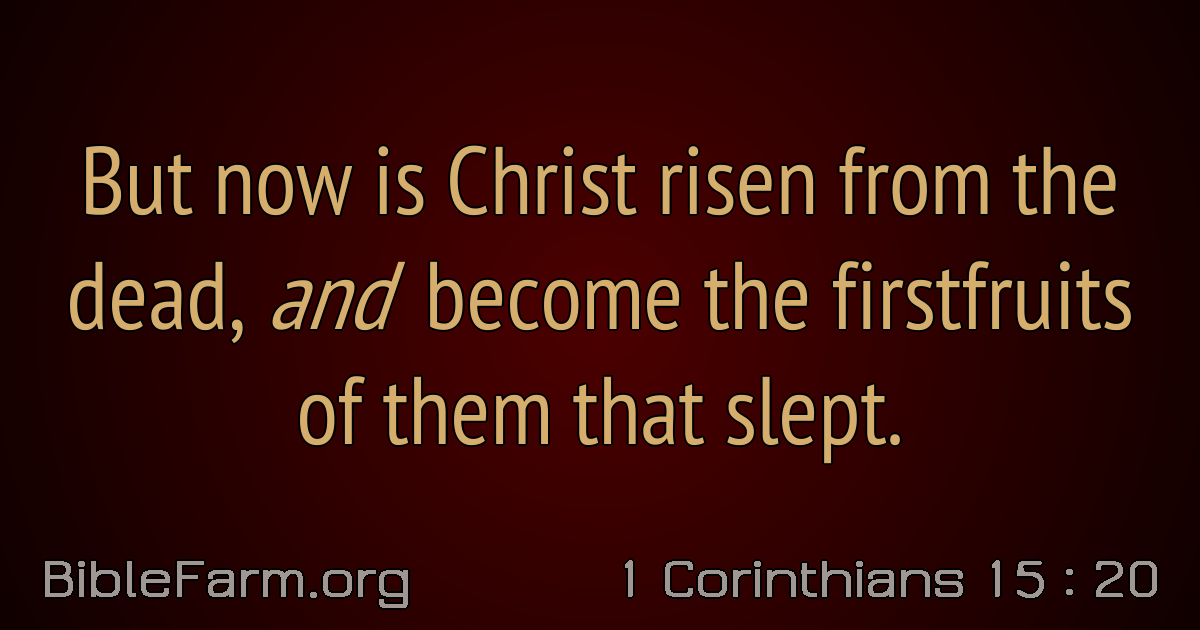 But now is Christ risen from the
dead, and become the firstfruits
of them that slept.
BibleFarm.org
1 Corinthians 15 : 20